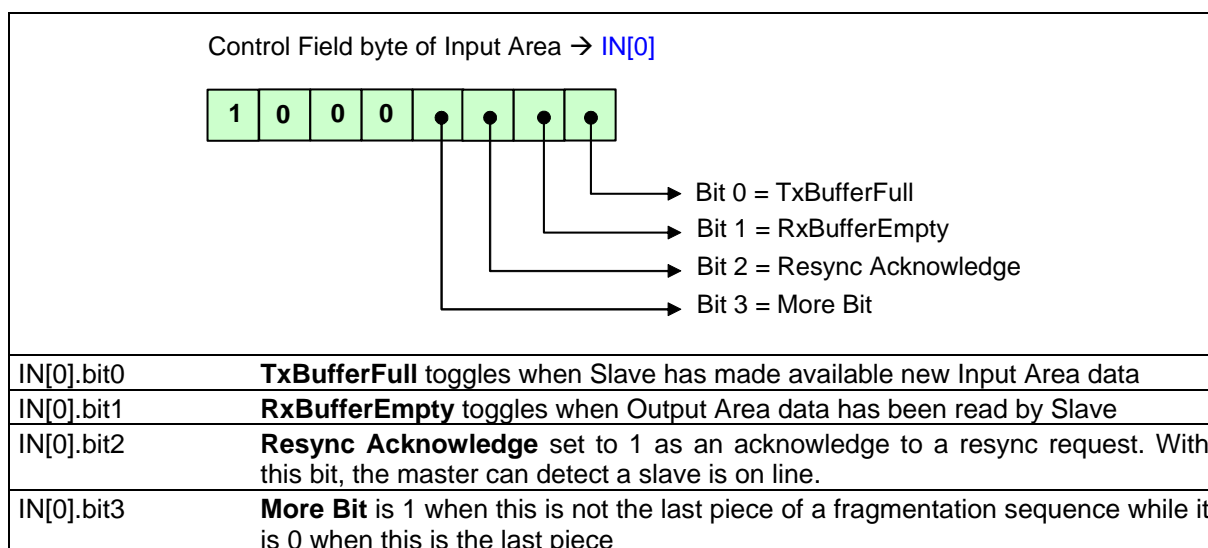 Control Field byte of Input Area → IN[0]
1 0 0 0
Bit 0 = TxBufferFull
Bit 1 = RxBufferEmpty
Bit 2 = Resync Acknowledge
Bit 3 = More Bit
IN[0].bit0 TxBufferFull toggles when Slave has made available new Input Area data
IN[0].bit1 RxBufferEmpty toggles when Output Area data has been read by Slave
IN[0].bit2 Resync Acknowledge set to 1 as an acknowledge to a resync request. With
this bit, the master can detect a slave is on line.
IN[0].bit3 More Bit is 1 when this is not the last piece of a fragmentation sequence while it
is 0 when this is the last piece